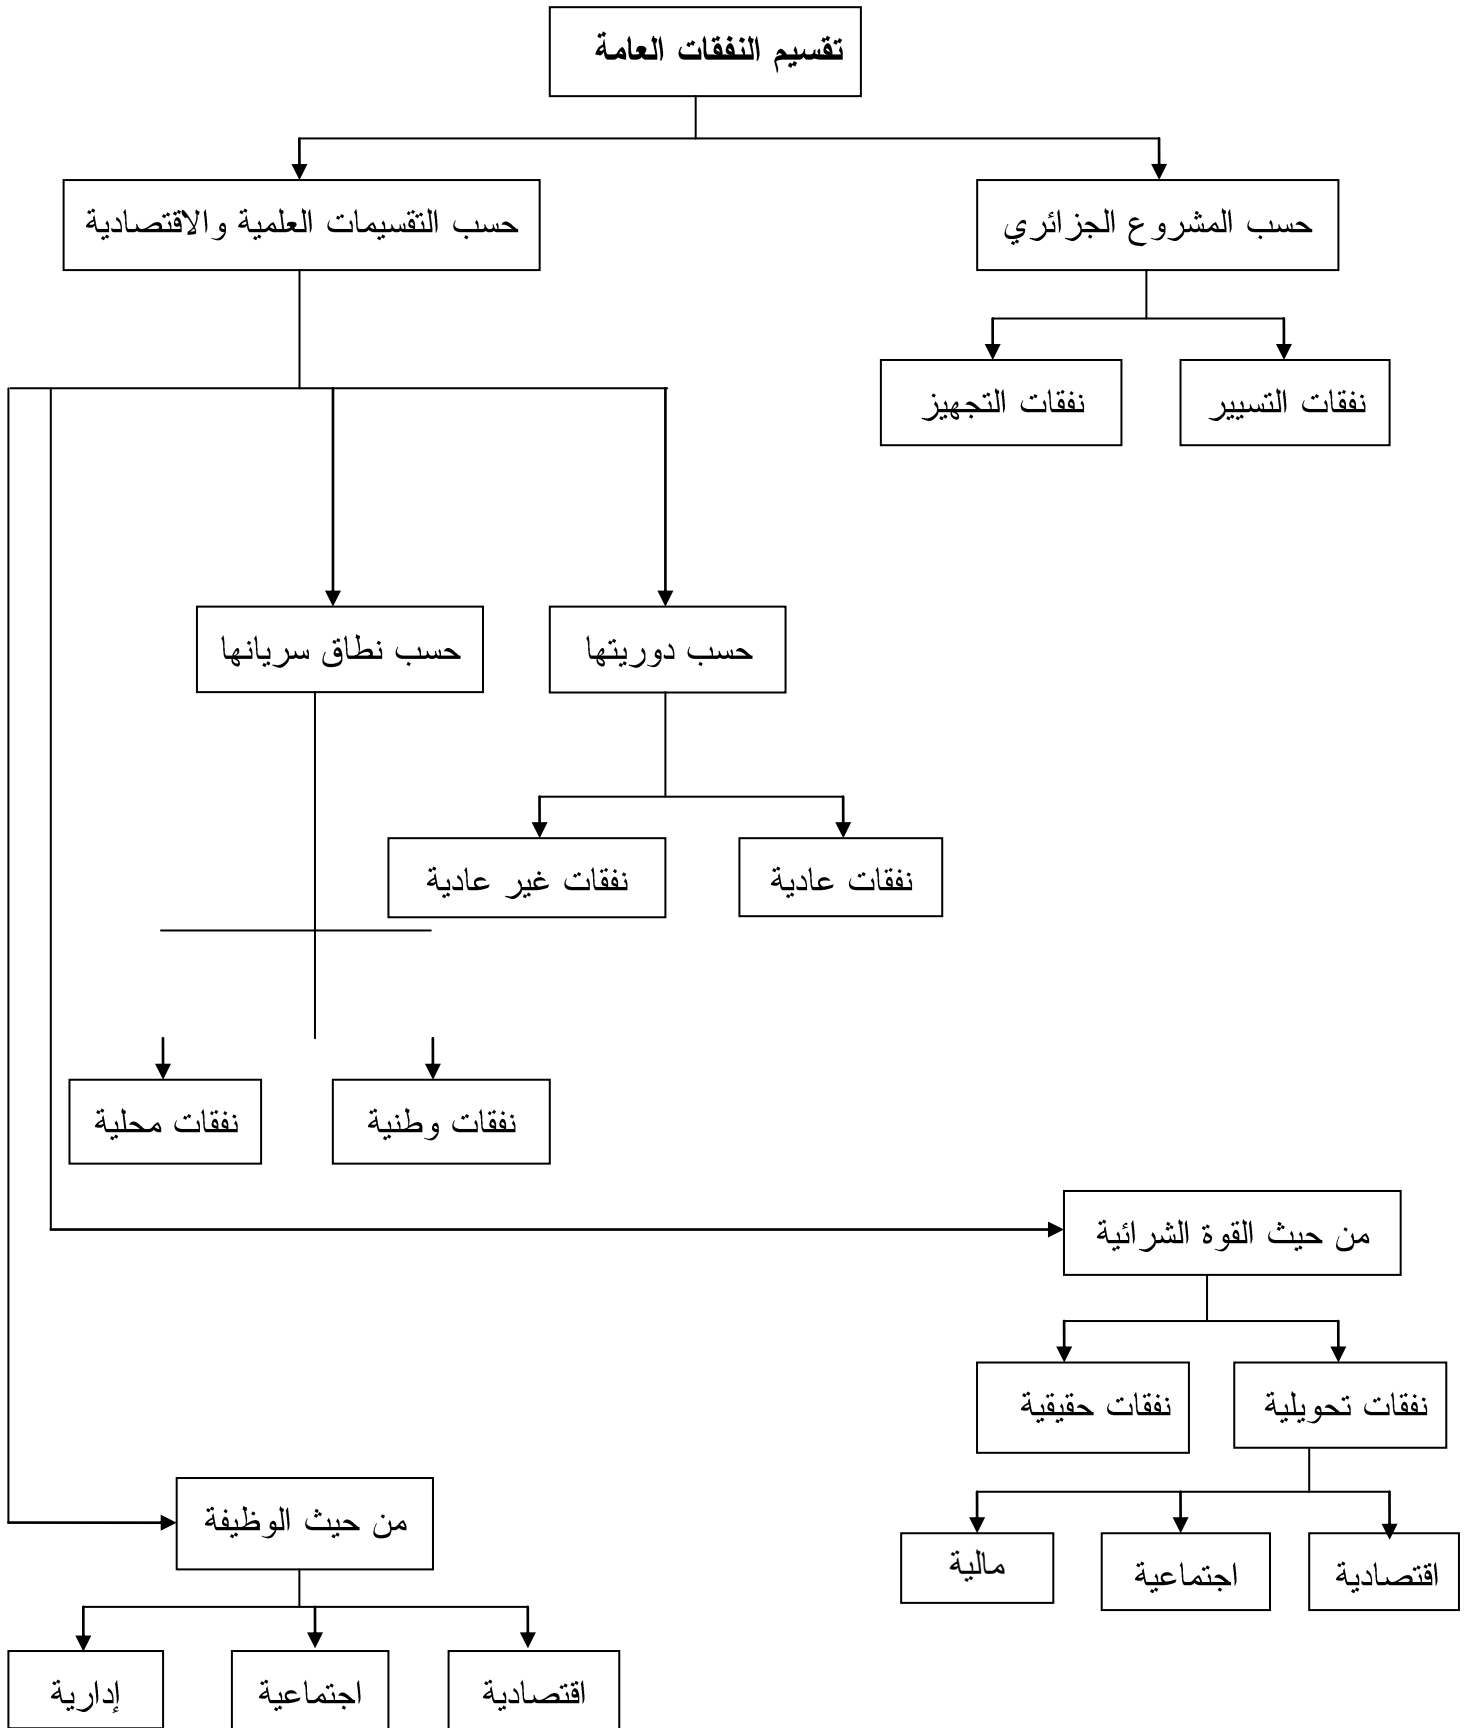 تقسيم النفقات العامة
حسب المشروع الجزائري
حسب التقسيمات العلمية والاقتصادية
نفقات التسيير
نفقات التجهيز
حسب دوريتها
حسب نطاق سريانها
نفقات عادية
نفقات غير عادية
نفقات وطنية
نفقات محلية
من حيث القوة الشرائية
نفقات تحويلية
نفقات حقيقية
اقتصادية
اجتماعية
مالية
من حيث الوظيفة
اقتصادية
اجتماعية
إدارية